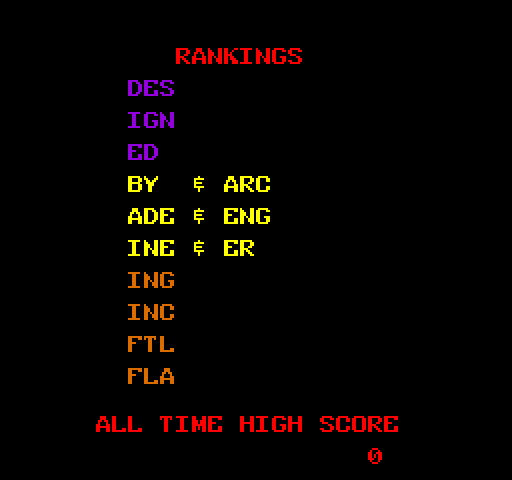 RANKINGS
DES
IGN
ED
BY & ARC
ADE & ENG
INE & ER
ING
INC
FTL
FLA
ALL TIME HIGH SCORE
0